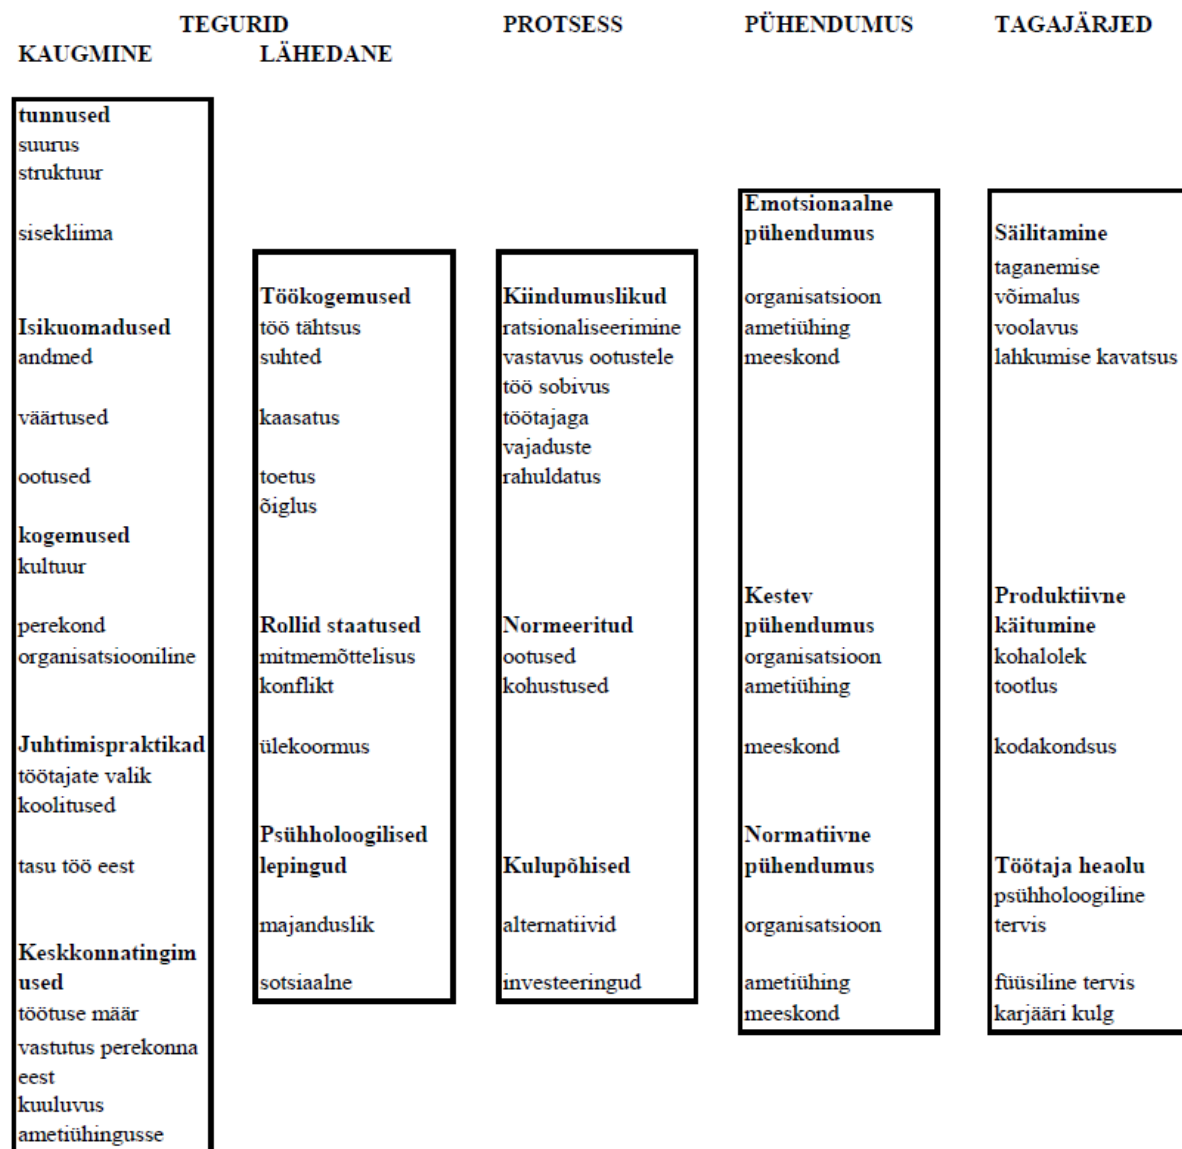 TEGURID
PROTSESS
PÜHENDUMUS
TAGAJÄRJED
KAUGMINE
LÄHEDANE
tunnused
suurus
struktuur
sisekliima
Isikuomadused
andmed
väärtused
ootused
kogemused
kultuur
perekond
organisatsiooniline
Juhtimispraktikad
töötajate valik
koolitused
tasu töö eest
Keskkonnatingim
used
töötuse määr
vastutus perekonna
eest
kuuluvus
ametiühingusse
Töökogemused
töö tähtsus
suhted
kaasatus
toetus
õiglus
Rollid staatused
mitmemõttelisus
konflikt
ülekoormus
Psühholoogilised
lepingud
majanduslik
sotsiaalne
Kiindumuslikud
ratsionaliseerimine
vastavus ootustele
töö sobivus
töötajaga
vajaduste
rahuldatus
Normeeritud
ootused
kohustused
Kulupõhised
alternatiivid
investeeringud
Emotsionaalne
pühendumus
organisatsioon
ametiühing
meeskond
Kestev
pühendumus
organisatsioon
ametiühing
meeskond
Normatiivne
pühendumus
organisatsioon
ametiühing
meeskond
Säilitamine
taganemise
võimalus
voolavus
lahkumise kavatsus
Produktiivne
käitumine
kohalolek
tootlus
kodakondsus
Töötaja heaolu
psühholoogiline
tervis
füüsiline tervis
karjääri kulg